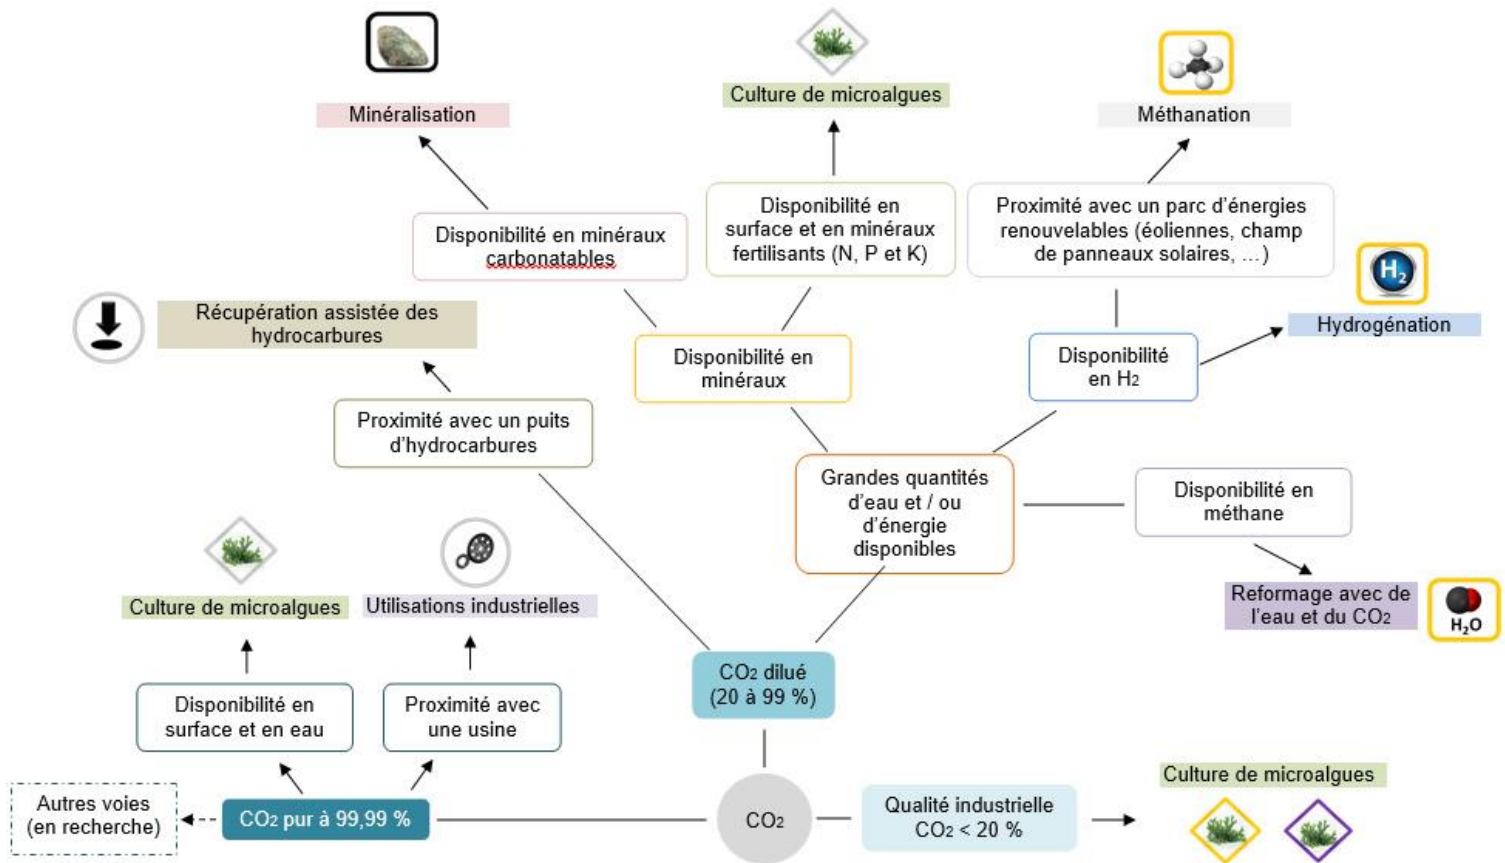 Culture de microalgues
Minéralisation
Méthanation
Disponibilité en
surface et en minéraux
fertilisants (N, P et K)
Proximité avec un parc d’énergies
renouvelables (éoliennes, champ
de panneaux solaires, …)
Disponibilité en minéraux
carbonatables
H2
Récupération assistée des
hydrocarbures
Hydrogénation
Disponibilité en
minéraux
Disponibilité
en H2
Proximité avec un puits
d’hydrocarbures
Grandes quantités
d’eau et / ou
d’énergie
disponibles
Disponibilité en
méthane
Culture de microalgues
Utilisations industrielles
Reformage avec de
l’eau et du CO2
H2O
CO2 dilué
(20 à 99 %)
Disponibilité en
surface et en eau
Proximité avec
une usine
Culture de microalgues
Autres voies
(en recherche)
CO2 pur à 99,99 %
CO2
Qualité industrielle
CO2 < 20 %